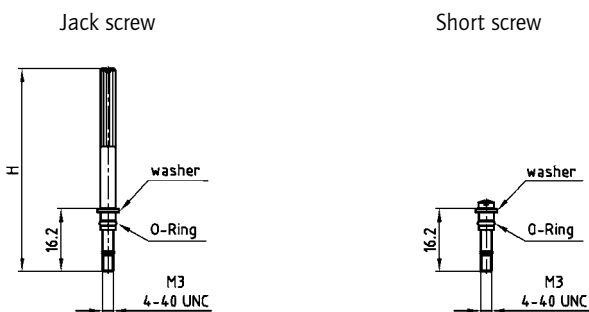 Jack screw
Short screw
H
16.2
washer
O-Ring
M3
4-40 UNC
16.2
washer
O-Ring
M3
4-40 UNC